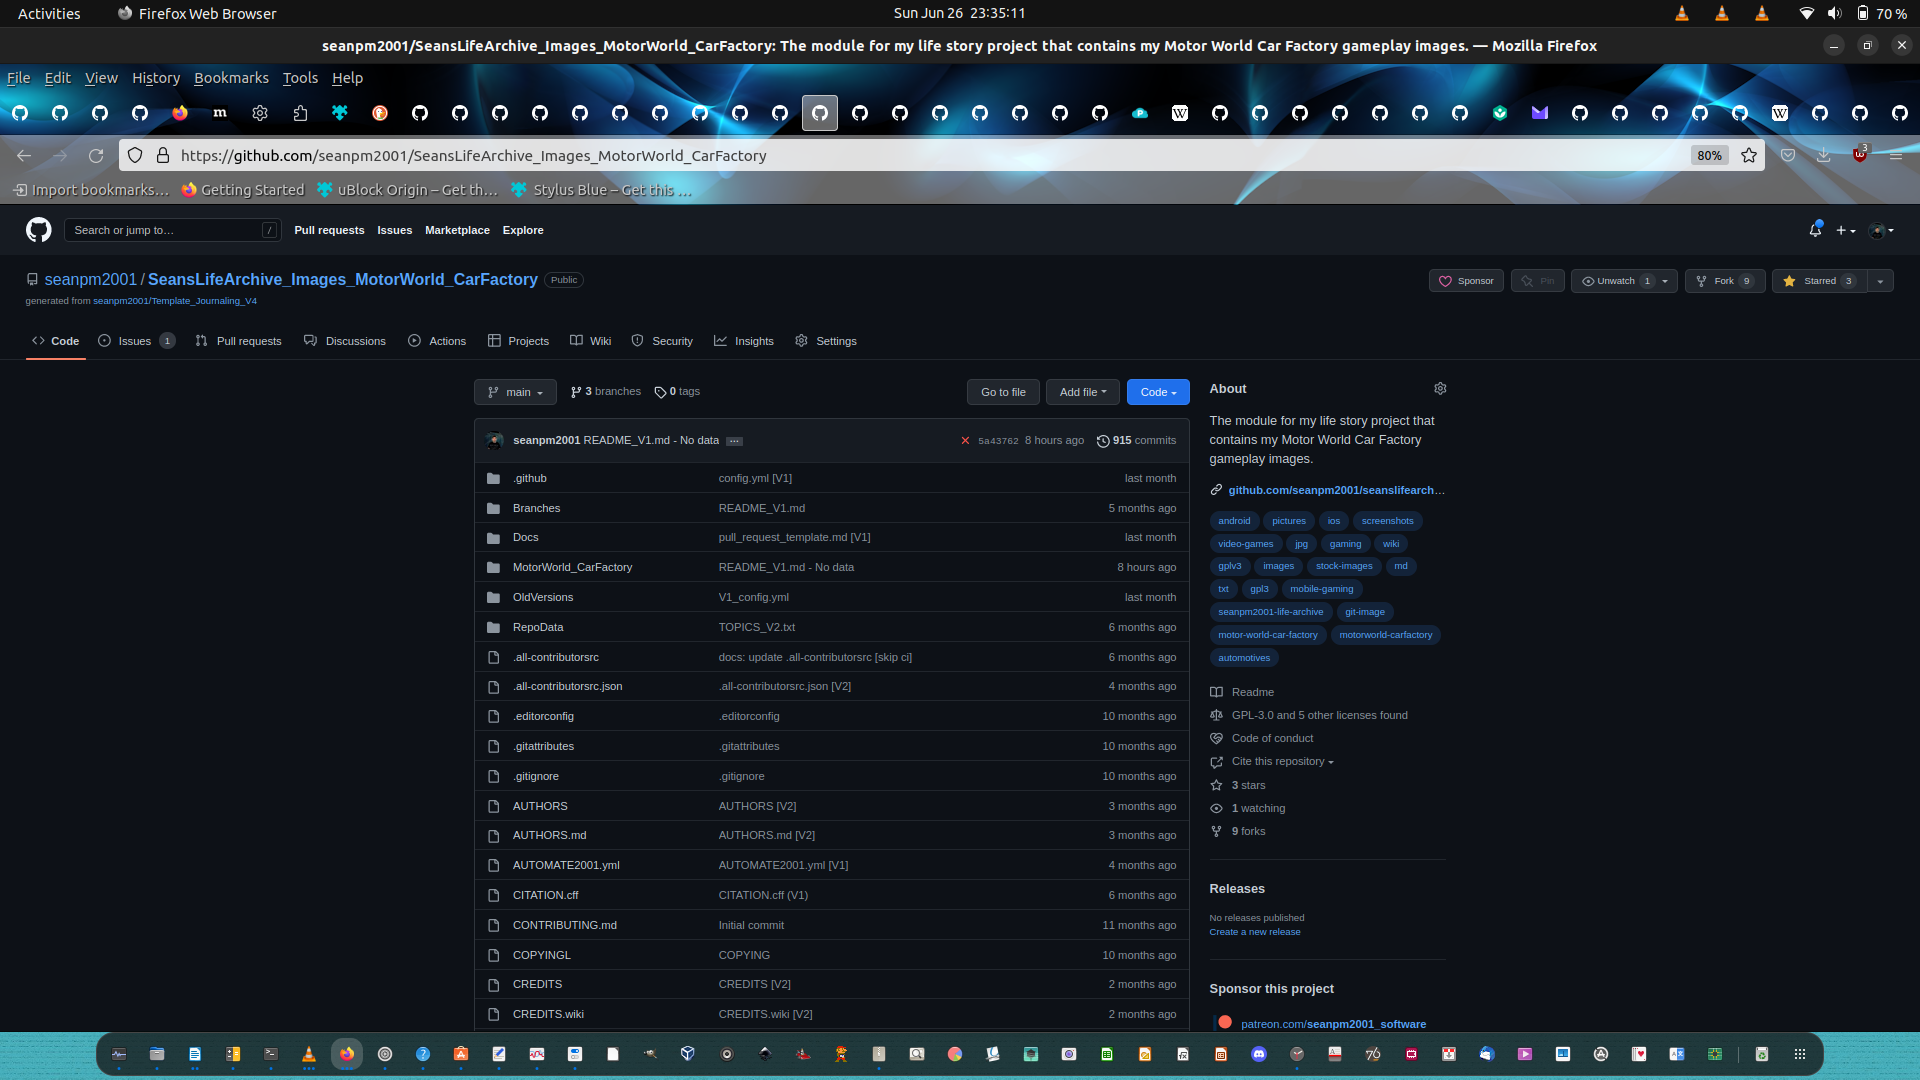 Activities
Firefox Web Browser
Sun Jun 26 23:35:11
70 %
seanpm2001/SeansLifeArchive_Images_MotorWorld_CarFactory: The module for my life story project that contains my Motor World Car Factory gameplay images. — Mozilla Firefox
File Edit View History Bookmarks Tools Help
https://github.com/seanpm2001/SeansLifeArchive_Images_MotorWorld_CarFactory
80%
3
Import bookmarks… Getting Started uBlock Origin – Get th… Stylus Blue – Get this …
Search or jump to… / Pull requests Issues Marketplace Explore
seanpm2001 / SeansLifeArchive_Images_MotorWorld_CarFactory Public
Sponsor Pin Unwatch 1 Fork 9 Starred 3
generated from seanpm2001/Template_Journaling_V4
Code Issues 1 Pull requests Discussions Actions Projects Wiki Security Insights Settings
main 3 branches 0 tags Go to file Add file Code
seanpm2001 README_V1.md - No data ... 5a43762 8 hours ago 915 commits
.github config.yml [V1] last month
Branches README_V1.md 5 months ago
Docs pull_request_template.md [V1] last month
MotorWorld_CarFactory README_V1.md - No data 8 hours ago
OldVersions V1_config.yml last month
RepoData TOPICS_V2.txt 6 months ago
.all-contributorsrc docs: update .all-contributorsrc [skip ci] 6 months ago
.all-contributorsrc.json .all-contributorsrc.json [V2] 4 months ago
.editorconfig .editorconfig 10 months ago
.gitattributes .gitattributes 10 months ago
.gitignore .gitignore 10 months ago
AUTHORS AUTHORS [V2] 3 months ago
AUTHORS.md AUTHORS.md [V2] 3 months ago
AUTOMATE2001.yml AUTOMATE2001.yml [V1] 4 months ago
CITATION.cff CITATION.cff (V1) 6 months ago
CONTRIBUTING.md Initial commit 11 months ago
COPYINGL COPYING 10 months ago
CREDITS CREDITS [V2] 2 months ago
CREDITS.wiki CREDITS.wiki [V2] 2 months ago
About
The module for my life story project that
contains my Motor World Car Factory
gameplay images.
github.com/seanpm2001/seanslifearch…
android pictures ios screenshots
video-games jpg gaming wiki
gplv3 images stock-images md
txt gpl3 mobile-gaming
seanpm2001-life-archive git-image
motor-world-car-factory motorworld-carfactory
automotives
Readme
GPL-3.0 and 5 other licenses found
Code of conduct
Cite this repository
3 stars
1 watching
9 forks
Releases
No releases published
Create a new release
Sponsor this project
patreon.com/seanpm2001_software